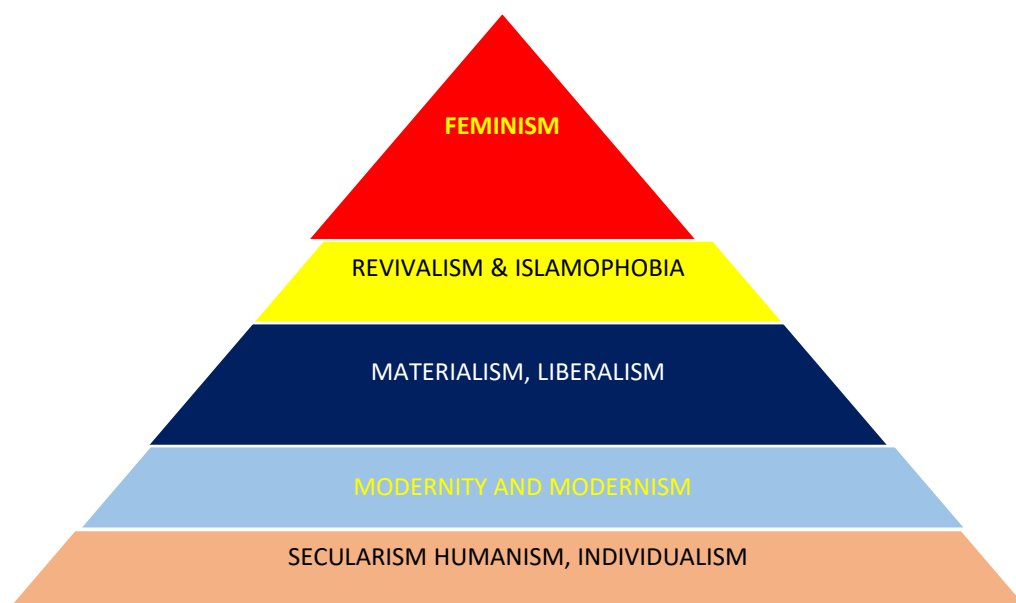 FEMINISM
REVIVALISM & ISLAMOPHOBIA
MATERIALISM, LIBERALISM
MODERNITY AND MODERNISM
SECULARISM HUMANISM, INDIVIDUALISM